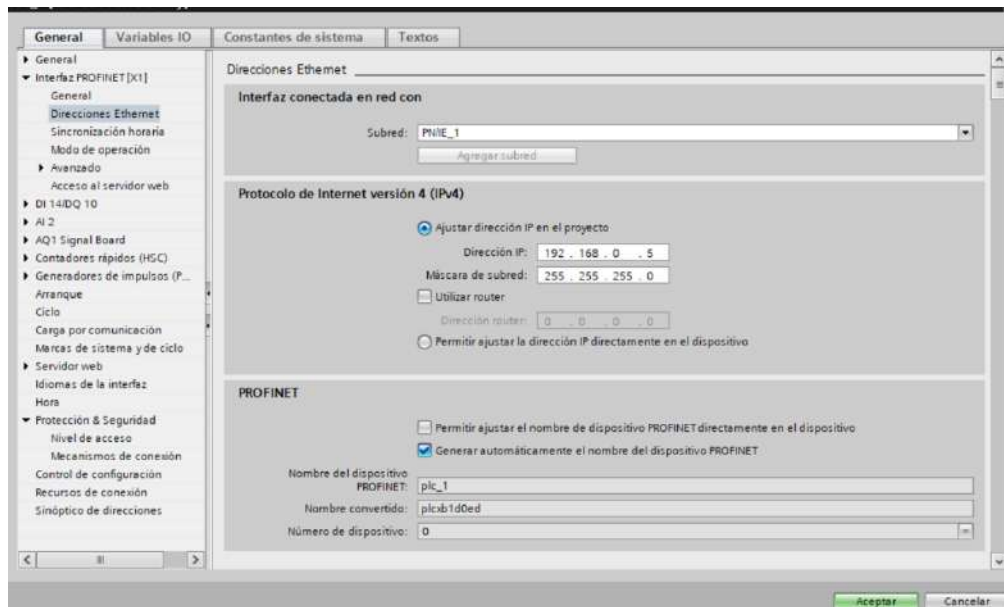 General Variables IO Constantes de sistema Textos
General
Interfaz PROFINET [X1]
General
Direcciones Ethernet
Sincronización horaria
Modo de operación
Avanzado
Acceso al servidor web
DI 14/DQ 10
AI 2
AQ1 Signal Board
Contadores rápidos (HSC)
Generadores de impulsos (P...
Arranque
Ciclo
Carga por comunicación
Marcas de sistema y de ciclo
Servidor web
Idiomas de la interfaz
Hora
Protección & Seguridad
Nivel de acceso
Mecanismos de conexión
Control de configuración
Recursos de conexión
Sinóptico de direcciones
Direcciones Ethernet
Interfaz conectada en red con
Subred: PN/IE_1
Agregar subred
Protocolo de Internet versión 4 (IPv4)
Ajustar dirección IP en el proyecto
Dirección IP: 192 . 168 . 0 . 5
Máscara de subred: 255 . 255 . 255 . 0
Utilizar router
Dirección router: 0 . 0 . 0 . 0
Permitir ajustar la dirección IP directamente en el dispositivo
PROFINET
Permitir ajustar el nombre de dispositivo PROFINET directamente en el dispositivo
Generar automáticamente el nombre del dispositivo PROFINET
Nombre del dispositivo
PROFINET: plc_1
Nombre convertido: plcxb1d0ed
Número de dispositivo: 0
Aceptar Cancelar